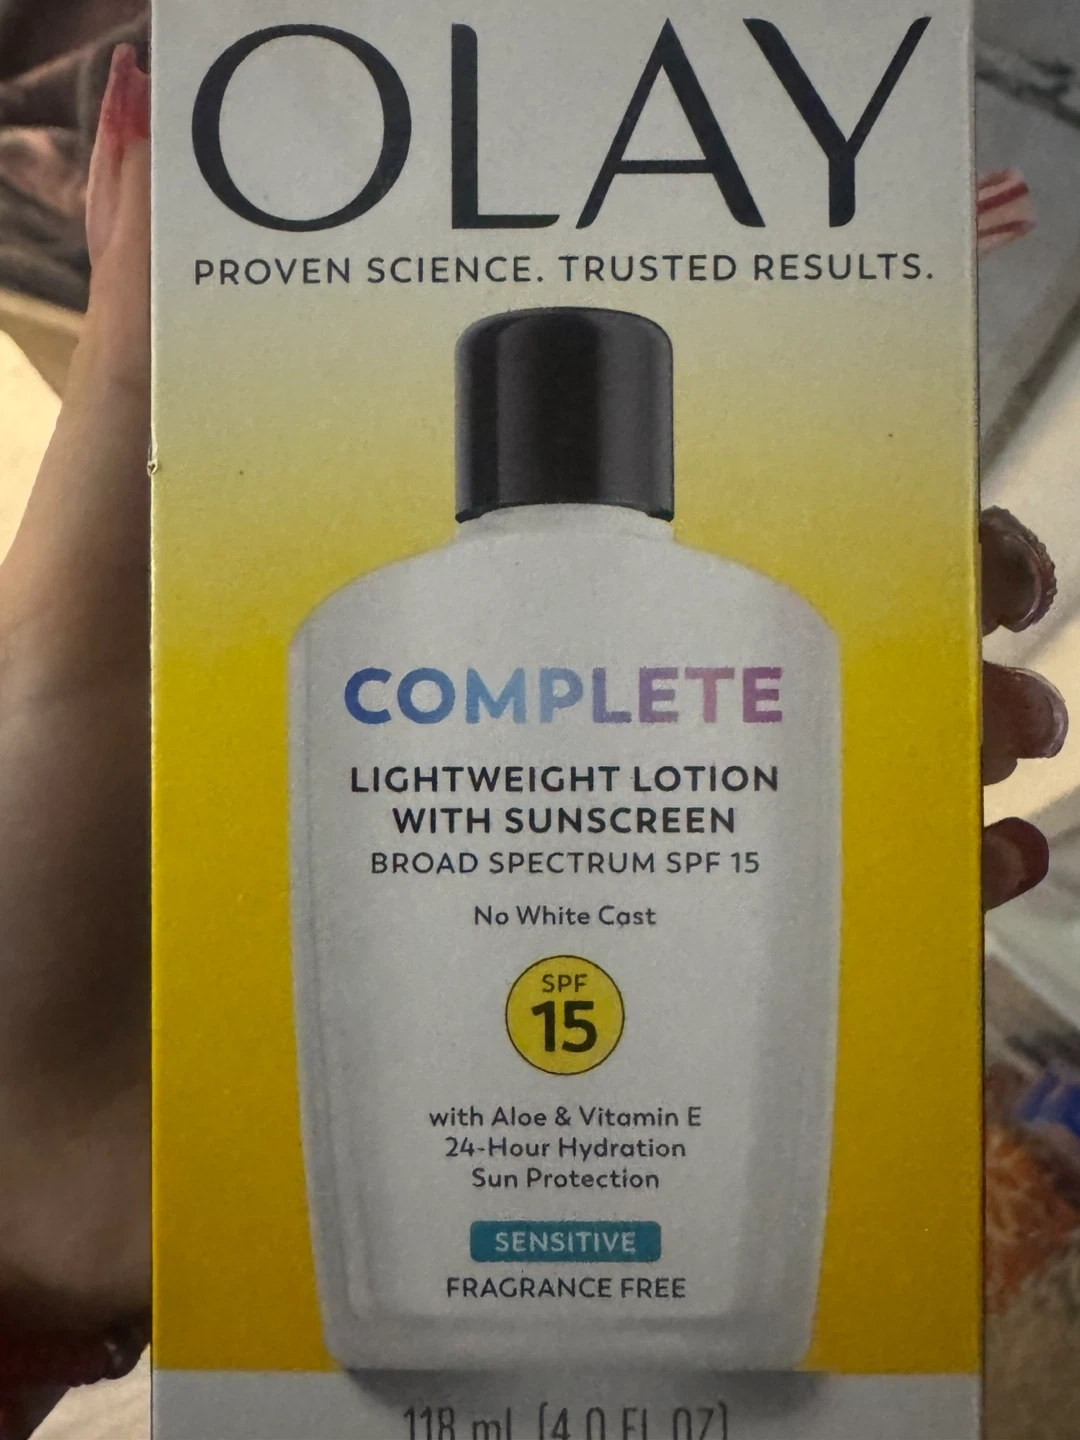 OLAY
PROVEN SCIENCE. TRUSTED RESULTS.
COMPLETE
LIGHTWEIGHT LOTION
WITH SUNSCREEN
BROAD SPECTRUM SPF 15
No White Cast
SPF
15
with Aloe & Vitamin E
24-Hour Hydration
Sun Protection
SENSITIVE
FRAGRANCE FREE
118 ml (4.0 FL OZ)